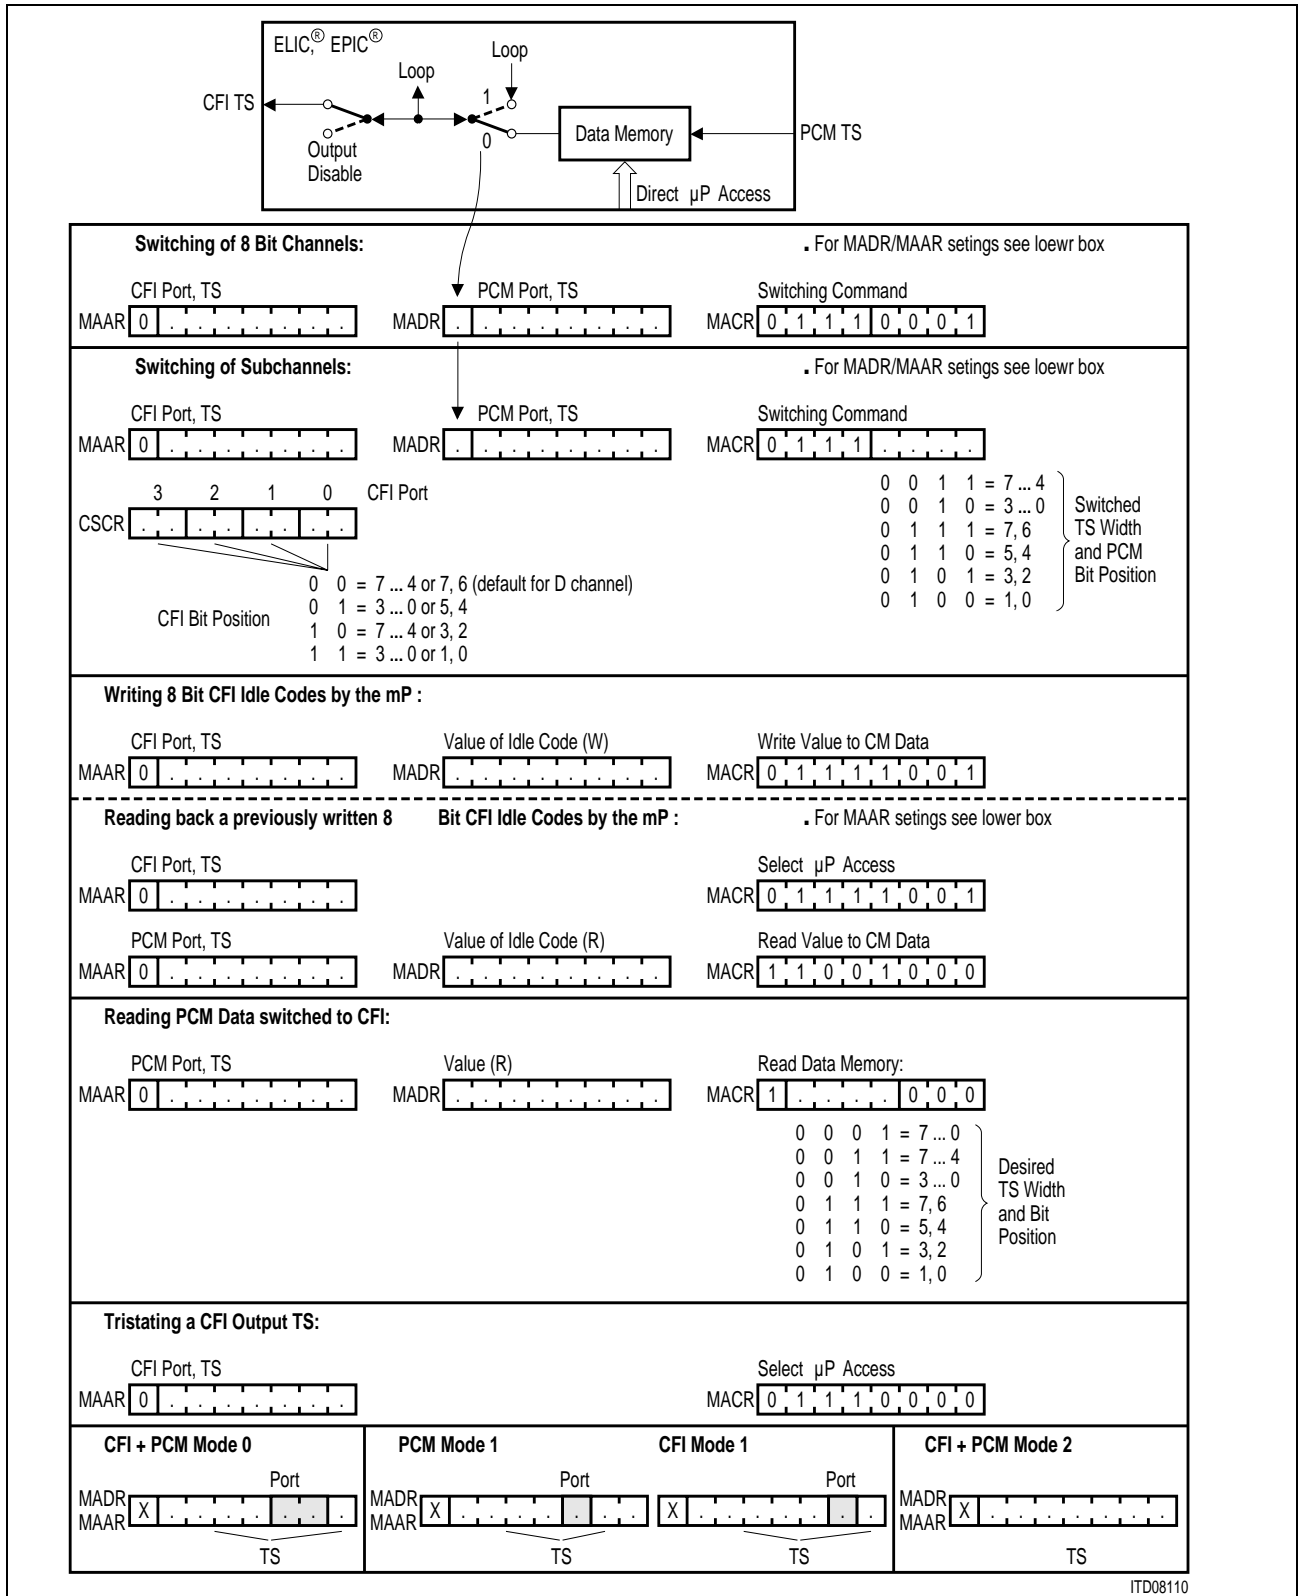 ELIC,® EPIC®
Loop
Loop
CFI TS
1
0
Data Memory
PCM TS
Output
Disable
Direct µP Access
Switching of 8 Bit Channels:
. For MADR/MAAR setings see loewr box
CFI Port, TS
PCM Port, TS
Switching Command
MAAR 0 . . . . . . .
MADR . . . . . . . .
MACR 0 1 1 1 0 0 0 1
Switching of Subchannels:
. For MADR/MAAR setings see loewr box
CFI Port, TS
PCM Port, TS
Switching Command
MAAR 0 . . . . . . .
MADR . . . . . . . .
MACR 0 1 1 1 . . . .
3 2 1 0 CFI Port
CSCR . . . . . . . .
0 0 1 1 = 7 ... 4
0 0 1 0 = 3 ... 0
0 1 1 1 = 7, 6
0 1 1 0 = 5, 4
0 1 0 1 = 3, 2
0 1 0 0 = 1, 0
Switched
TS Width
and PCM
Bit Position
CFI Bit Position
0 0 = 7 ... 4 or 7, 6 (default for D channel)
0 1 = 3 ... 0 or 5, 4
1 0 = 7 ... 4 or 3, 2
1 1 = 3 ... 0 or 1, 0
Writing 8 Bit CFI Idle Codes by the mP :
CFI Port, TS
Value of Idle Code (W)
Write Value to CM Data
MAAR 0 . . . . . . .
MADR . . . . . . . .
MACR 0 1 1 1 1 0 0 1
Reading back a previously written 8 Bit CFI Idle Codes by the mP :
. For MAAR setings see lower box
CFI Port, TS
Select µP Access
MAAR 0 . . . . . . .
MACR 0 1 1 1 1 0 0 1
PCM Port, TS
Value of Idle Code (R)
Read Value to CM Data
MAAR 0 . . . . . . .
MADR . . . . . . . .
MACR 1 1 0 0 1 0 0 0
Reading PCM Data switched to CFI:
PCM Port, TS
Value (R)
Read Data Memory:
MAAR 0 . . . . . . .
MADR . . . . . . . .
MACR 1 . . . . 0 0 0
0 0 0 1 = 7 ... 0
0 0 1 1 = 7 ... 4
0 0 1 0 = 3 ... 0
0 1 1 1 = 7, 6
0 1 1 0 = 5, 4
0 1 0 1 = 3, 2
0 1 0 0 = 1, 0
Desired
TS Width
and Bit
Position
Tristating a CFI Output TS:
CFI Port, TS
Select µP Access
MAAR 0 . . . . . . .
MACR 0 1 1 1 0 0 0 0
CFI + PCM Mode 0
Port
MADR
MAAR
X . . . . . . .
TS
PCM Mode 1
Port
MADR
MAAR
X . . . . . . .
TS
CFI Mode 1
Port
X . . . . . . .
TS
CFI + PCM Mode 2
MADR
MAAR
X . . . . . . .
TS
ITD08110